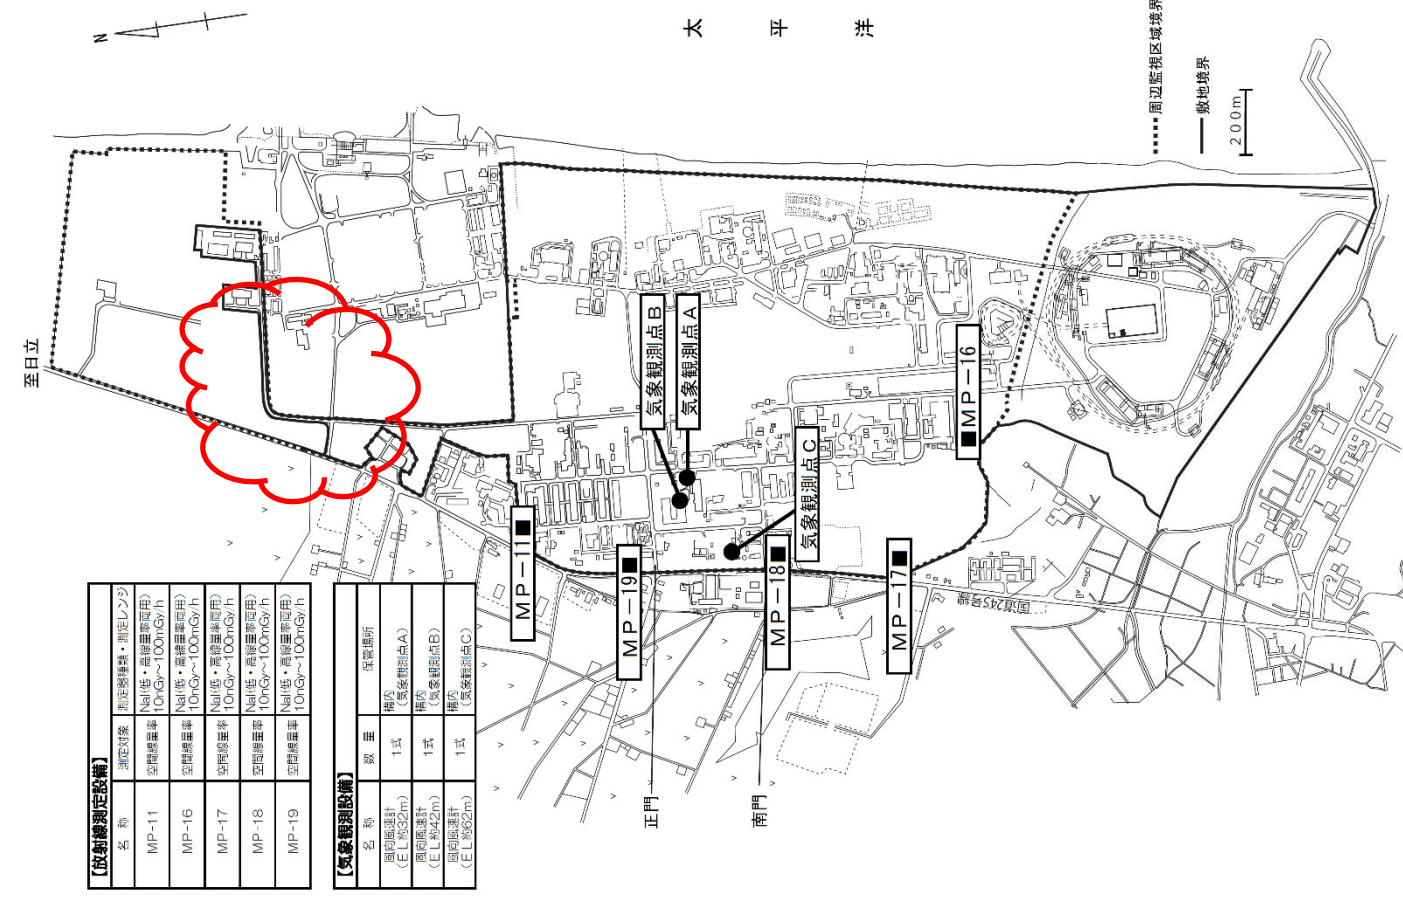 N
太平洋
周辺監視区域境界
敷地境界
200m
至日立
気象観測点B
気象観測点A
気象観測点C
■MP-16
MP-11■
MP-19■
MP-18■
MP-17■
国道245号線
正門
南門
【放射線測定設備】
名称 測定対象 測定器種類・測定レンジ
MP-11 空間線量率 NaI(低・高線量率両用) 10nGy~100mGy/h
MP-16 空間線量率 NaI(低・高線量率両用) 10nGy~100mGy/h
MP-17 空間線量率 NaI(低・高線量率両用) 10nGy~100mGy/h
MP-18 空間線量率 NaI(低・高線量率両用) 10nGy~100mGy/h
MP-19 空間線量率 NaI(低・高線量率両用) 10nGy~100mGy/h
【気象観測設備】
名称 数量 保管場所
風向風速計 (EL約32m) 1式 構内 (気象観測点A)
風向風速計 (EL約42m) 1式 構内 (気象観測点B)
風向風速計 (EL約62m) 1式 構内 (気象観測点C)